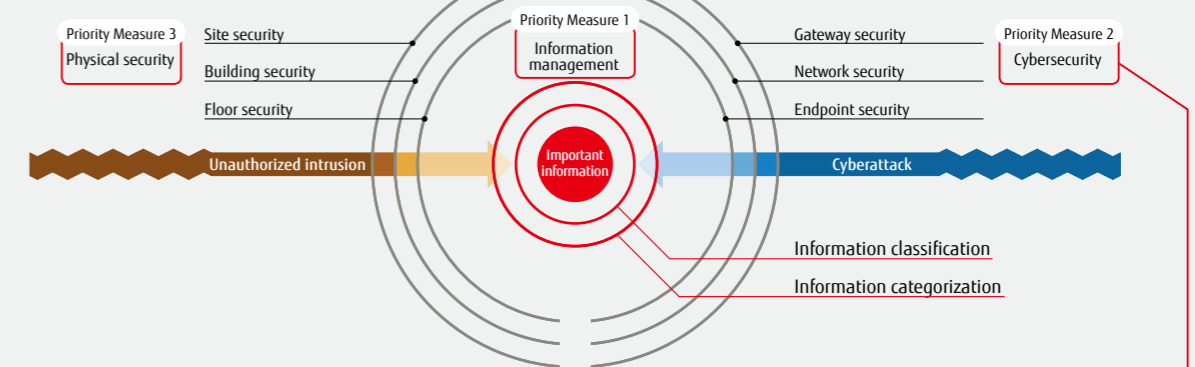 Priority Measure 3
Physical security
Site security
Building security
Floor security
Priority Measure 1
Information
management
Gateway security
Network security
Endpoint security
Priority Measure 2
Cybersecurity
Unauthorized intrusion
Important
information
Cyberattack
Information classification
Information categorization